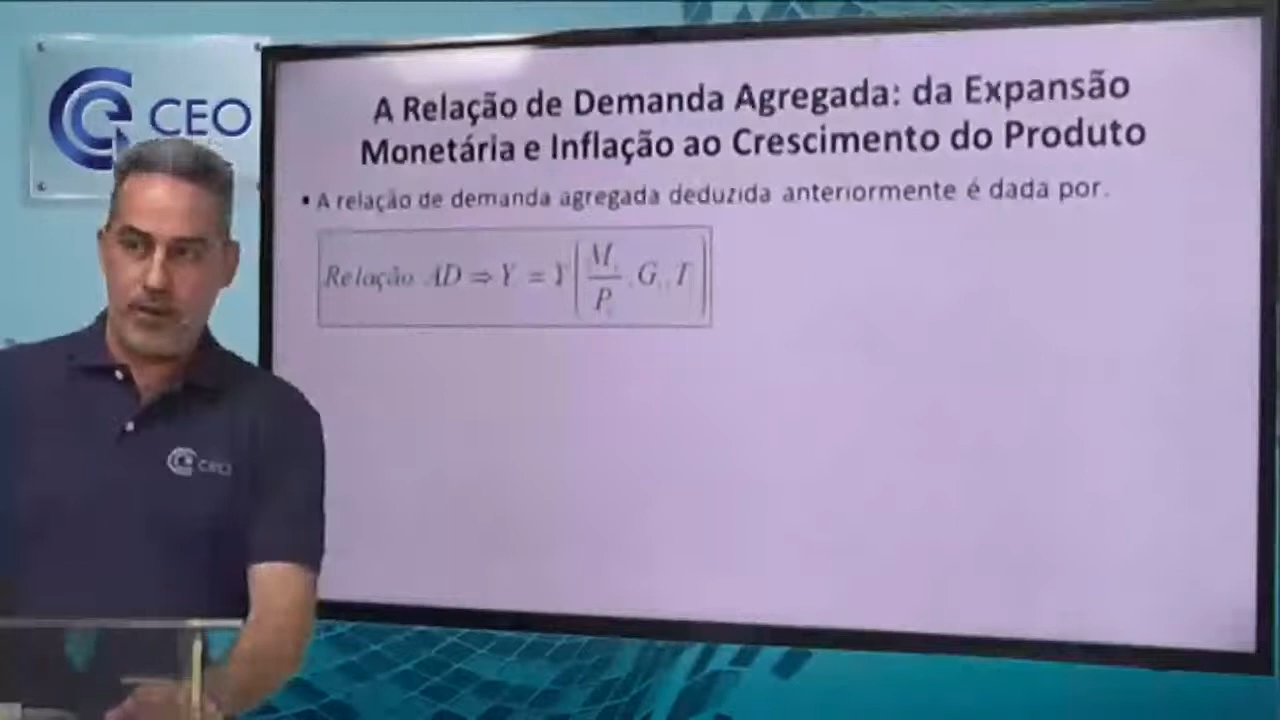 CEO
A Relação de Demanda Agregada: da Expansão
Monetária e Inflação ao Crescimento do Produto
▪ A relação de demanda agregada deduzida anteriormente é dada por.
Relação AD ⇒ Y = Y(M/P, G, T)
CEO